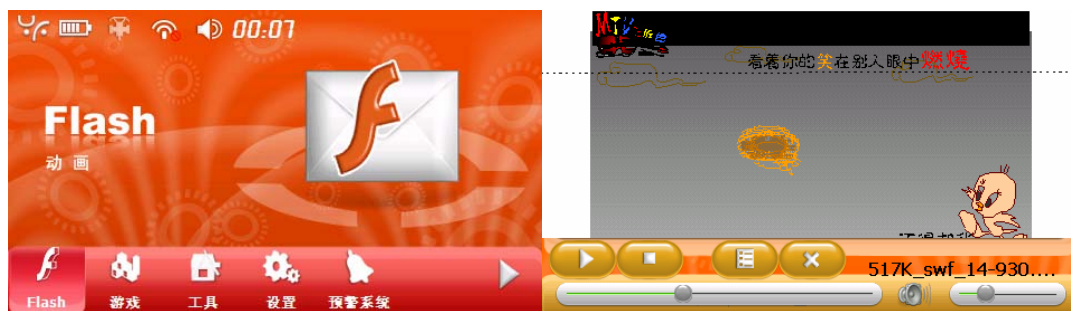 00:07
Flash
动画
Flash
游戏
工具
设置
预警系统
MTV
看着你的笑在别人眼中燃烧
517K_swf_14-930....